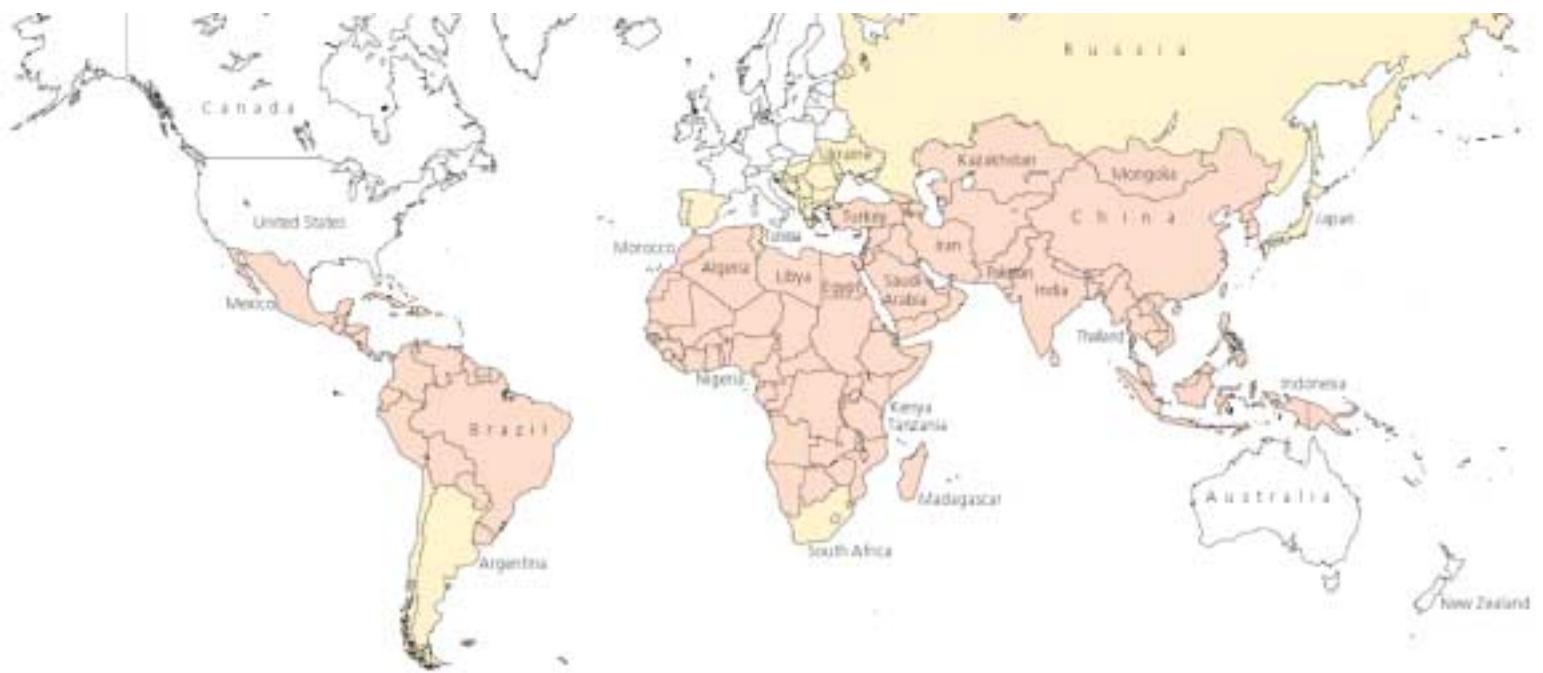 Russia
Canada
Ukraine
Kazakhstan
Mongolia
United States
Turkey
China
Japan
Tunisia
Morocco
Iran
Algeria
Libya
Egypt
Saudi
Arabia
Pakistan
India
Mexico
Thailand
Nigeria
Indonesia
Kenya
Tanzania
Brazil
Madagascar
Australia
South Africa
Argentina
New Zealand